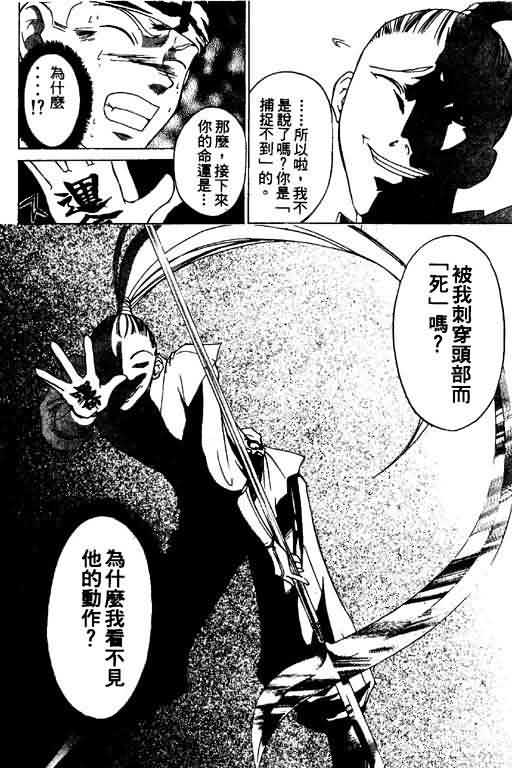 ……所以啦,我不
是說了嗎?你是「
捕捉不到」的。
那麼,接下來
你的命運是…
為什麼
…!?
運
被我刺穿頭部而
「死」嗎?
為什麼我看不見
他的動作?